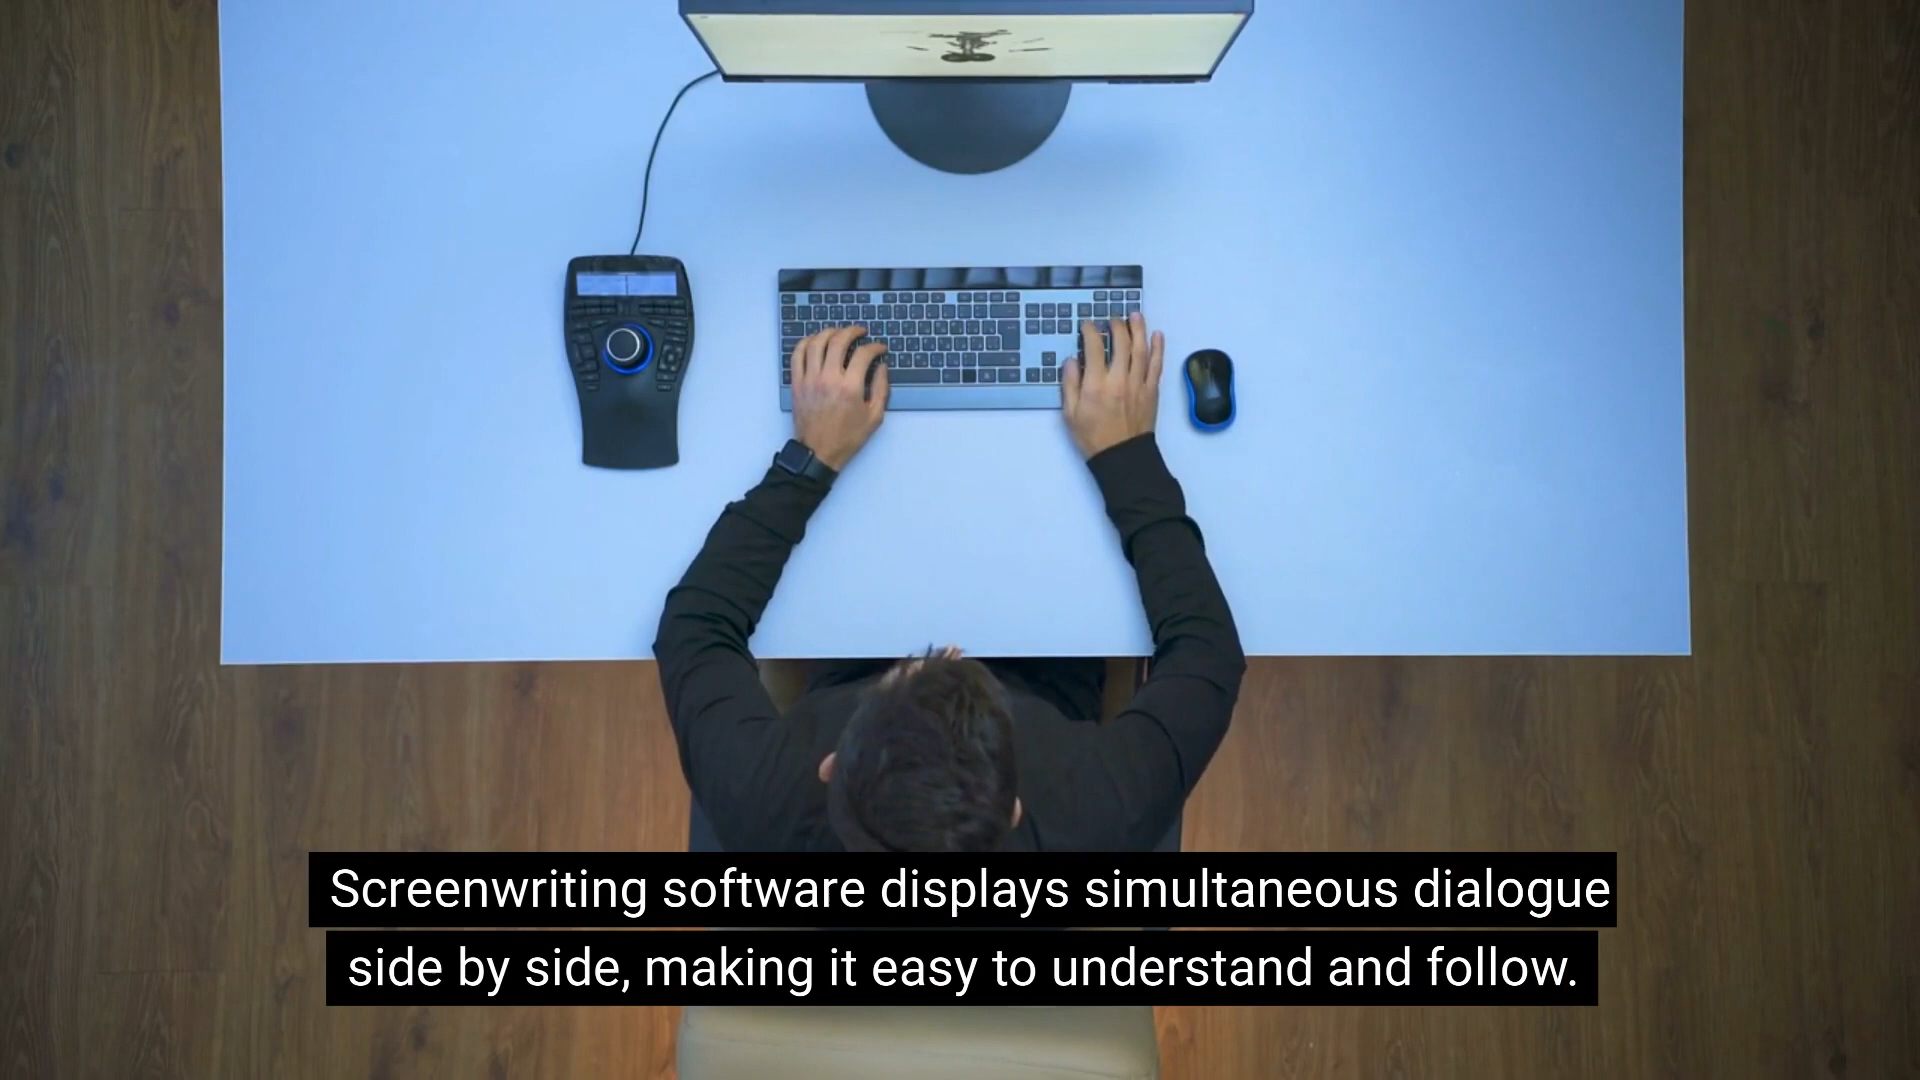 Screenwriting software displays simultaneous dialogue
side by side, making it easy to understand and follow.